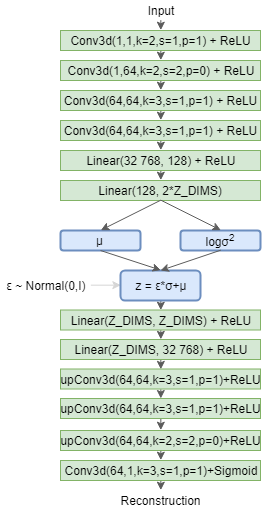 Input
Conv3d(1,1,k=2,s=1,p=1) + ReLU
Conv3d(1,64,k=2,s=2,p=0) + ReLU
Conv3d(64,64,k=3,s=1,p=1) + ReLU
Conv3d(64,64,k=3,s=1,p=1) + ReLU
Linear(32 768, 128) + ReLU
Linear(128, 2*Z_DIMS)
μ
logσ²
ε ~ Normal(0,I)
z = ε*σ+μ
Linear(Z_DIMS, Z_DIMS) + ReLU
Linear(Z_DIMS, 32 768) + ReLU
upConv3d(64,64,k=3,s=1,p=1)+ReLU
upConv3d(64,64,k=3,s=1,p=1)+ReLU
upConv3d(64,64,k=2,s=2,p=0)+ReLU
Conv3d(64,1,k=3,s=1,p=1)+Sigmoid
Reconstruction